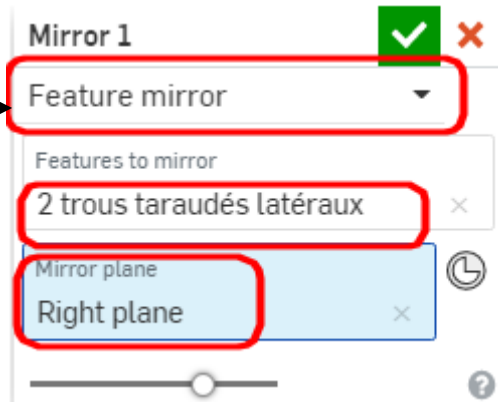 Mirror 1
Feature mirror
Features to mirror
2 trous taraudés latéraux
Mirror plane
Right plane